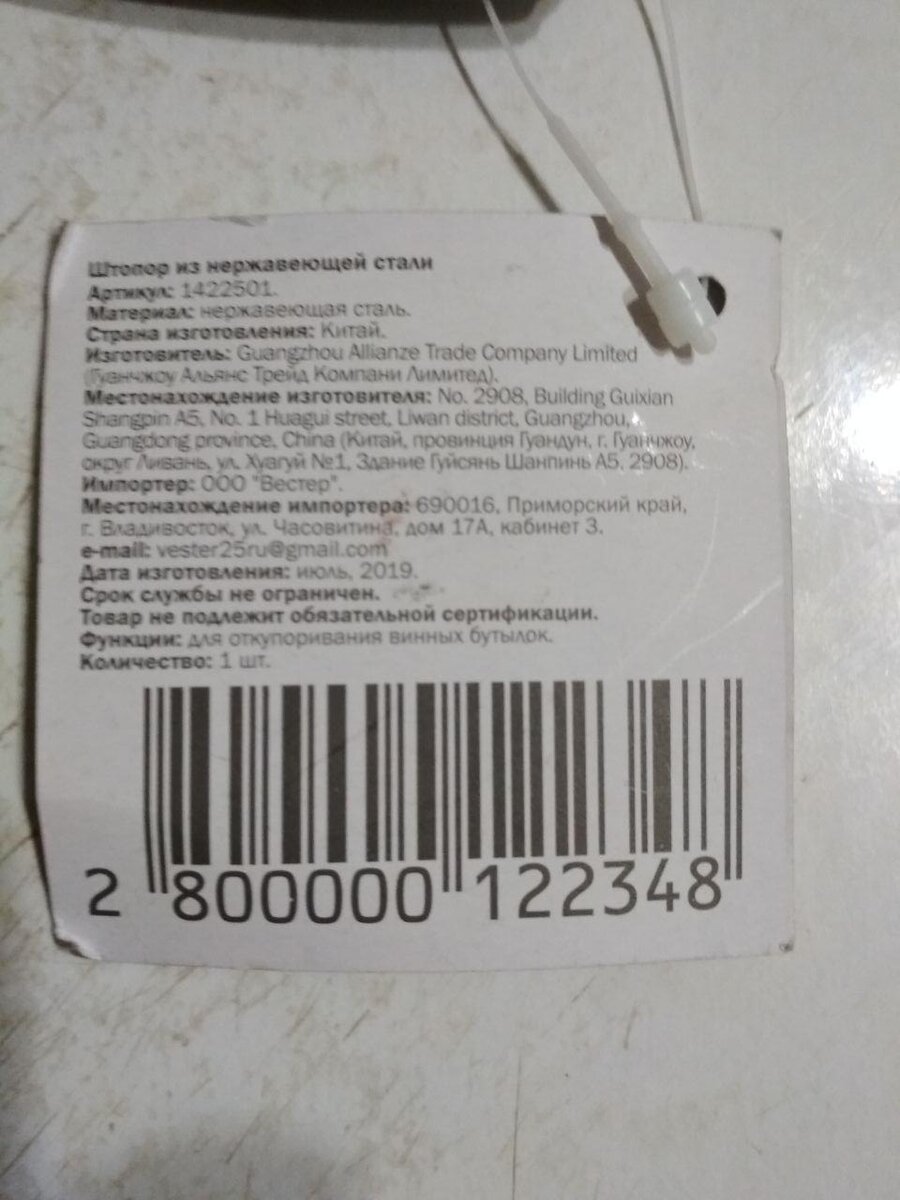 Штопор из нержавеющей стали
Артикул: 1422501.
Материал: нержавеющая сталь.
Страна изготовления: Китай.
Изготовитель: Guangzhou Allianze Trade Company Limited
(Гуанчжоу Альянс Трейд Компани Лимитед).
Местонахождение изготовителя: No. 2908, Building Guixian
Shangpin A5, No. 1 Huagui street, Liwan district, Guangzhou,
Guangdong province, China (Китай, провинция Гуандун, г. Гуанчжоу,
округ Ливань, ул. Хуагуй №1, Здание Гуйсянь Шанпинь А5, 2908).
Импортер: ООО "Вестер".
Местонахождение импортера: 690016, Приморский край,
г. Владивосток, ул. Часовитина, дом 17А, кабинет 3.
e-mail: vester25ru@gmail.com
Дата изготовления: июль, 2019.
Срок службы не ограничен.
Товар не подлежит обязательной сертификации.
Функции: для откупоривания винных бутылок.
Количество: 1 шт.
2 800000 122348